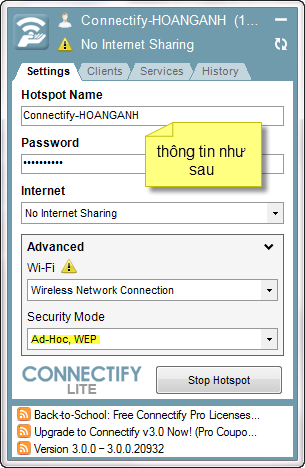 Connectify-HOANGANH (1...
No Internet Sharing
Settings
Clients
Services
History
Hotspot Name
Connectify-HOANGANH
Password
••••••••••
thông tin như
sau
Internet
No Internet Sharing
Advanced
Wi-Fi
Wireless Network Connection
Security Mode
Ad-Hoc, WEP
CONNECTIFY
LITE
Stop Hotspot
Back-to-School: Free Connectify Pro Licenses...
Upgrade to Connectify v3.0 Now! (Pro Coupo...
Version 3.0.0 – 3.0.0.20932